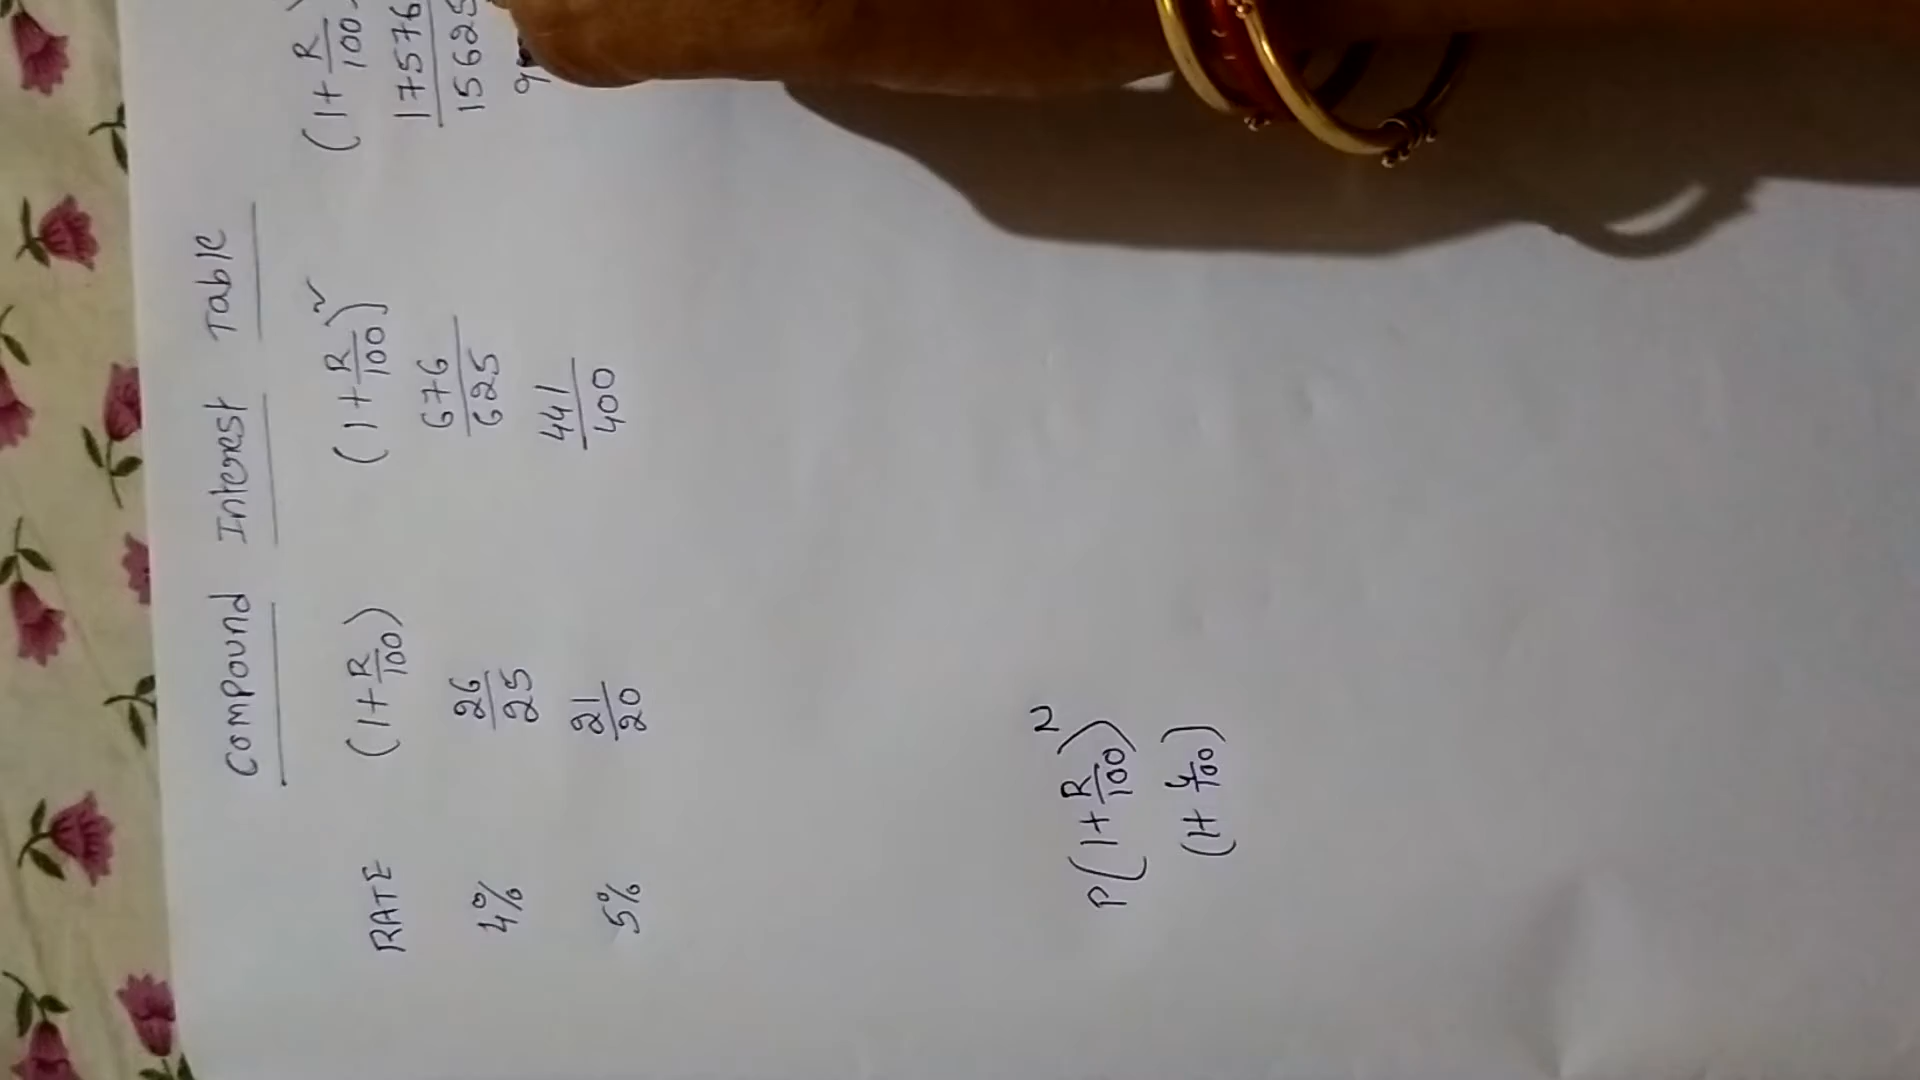 Compound Interest Table
RATE (1+R/100) (1+R/100)² (1+R/100)
4% 26/25 676/625 17576/15625
5% 21/20 441/400 9
P(1+R/100)^2
(1+4/100)